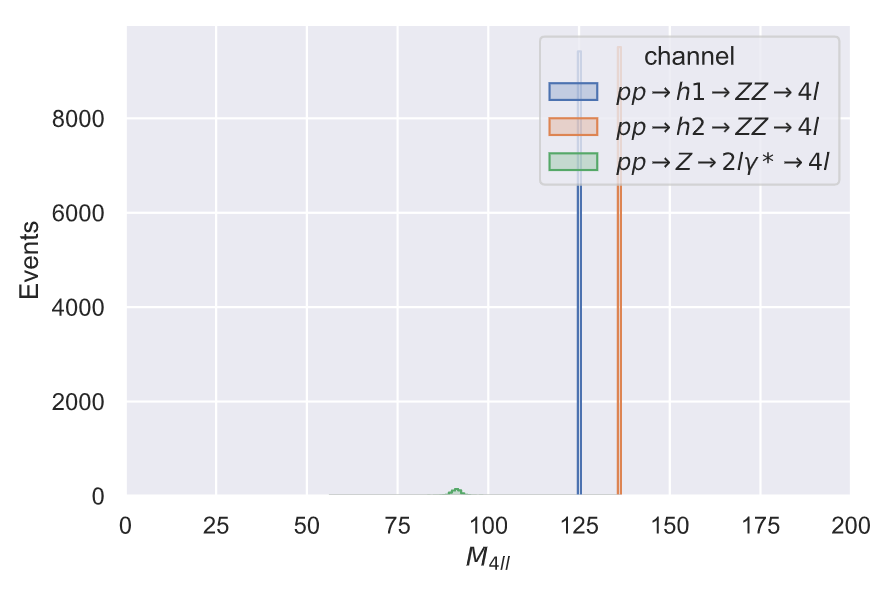 channel
pp → h1 → ZZ → 4l
pp → h2 → ZZ → 4l
pp → Z → 2lγ* → 4l
8000
6000
4000
2000
0
Events
0 25 50 75 100 125 150 175 200
M4ll